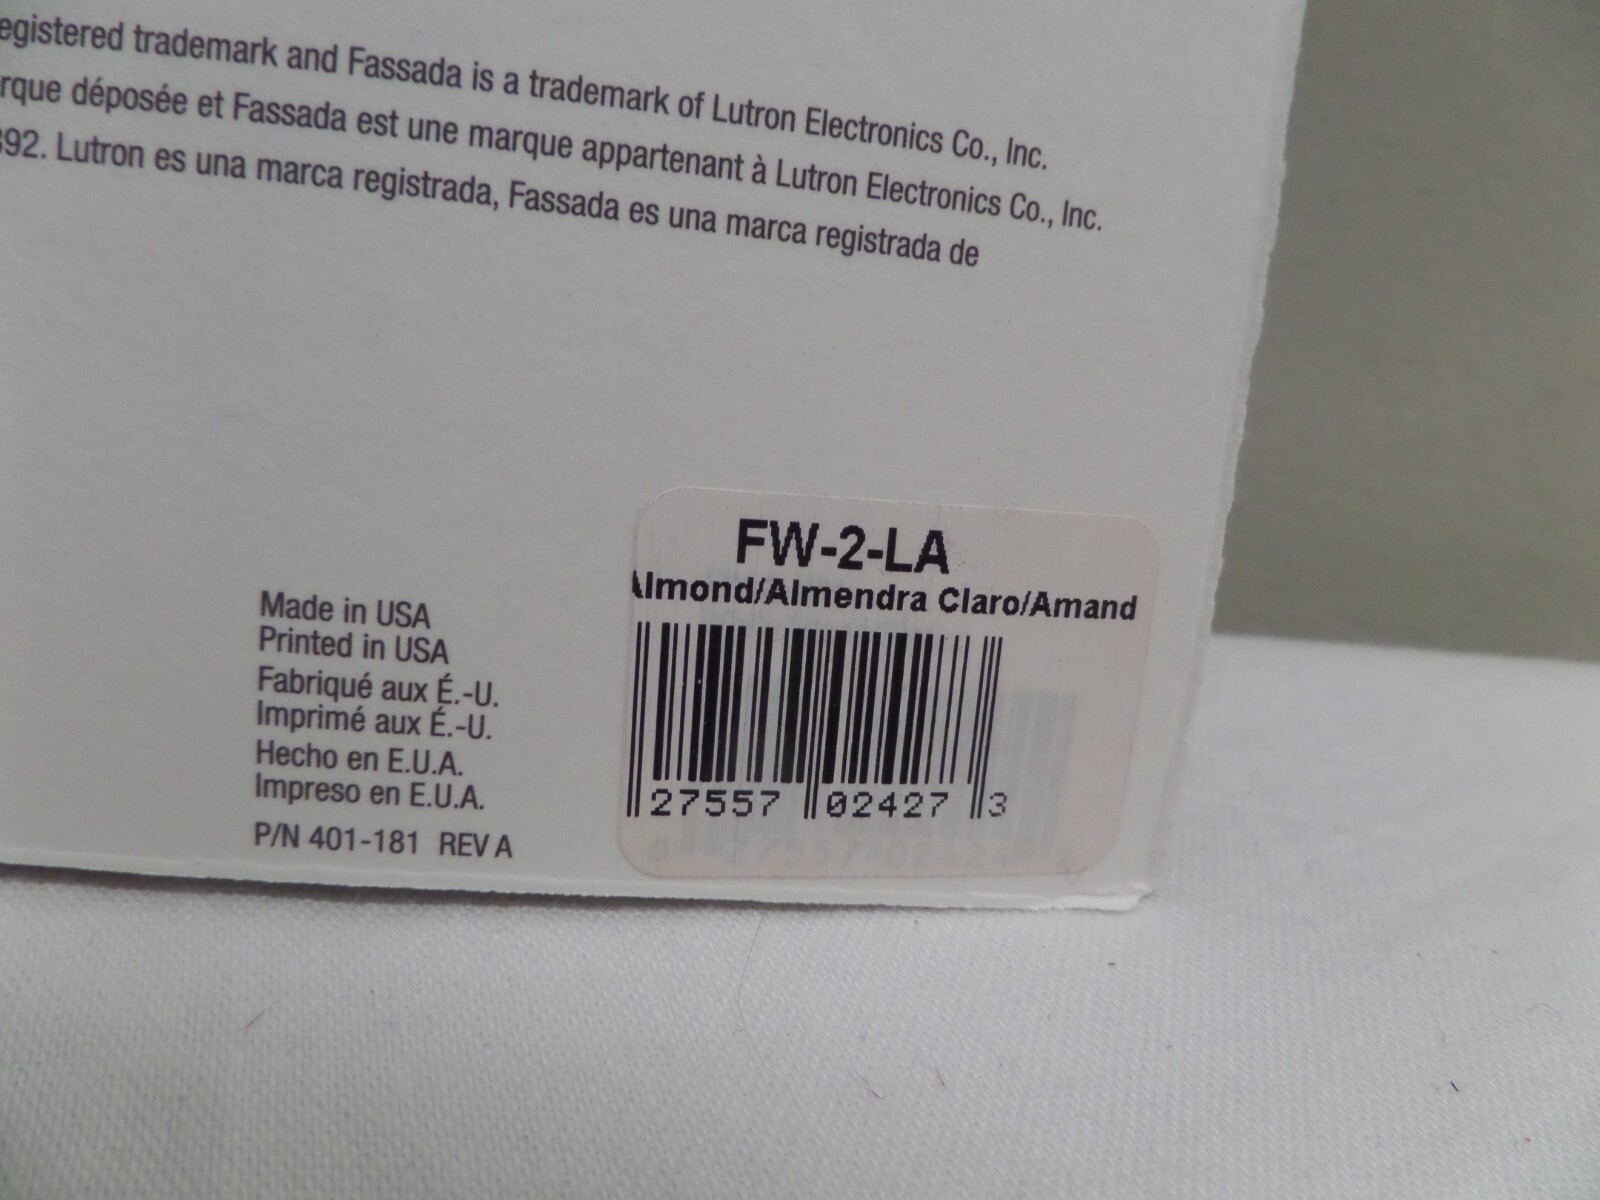 egistered trademark and Fassada is a trademark of Lutron Electronics Co., Inc.
rque déposée et Fassada est une marque appartenant à Lutron Electronics Co., Inc.
392. Lutron es una marca registrada, Fassada es una marca registrada de
Made in USA
Printed in USA
Fabriqué aux É.-U.
Imprimé aux É.-U.
Hecho en E.U.A.
Impreso en E.U.A.
P/N 401-181 REV A
FW-2-LA
Almond/Almendra Claro/Amand
27557 02427 3